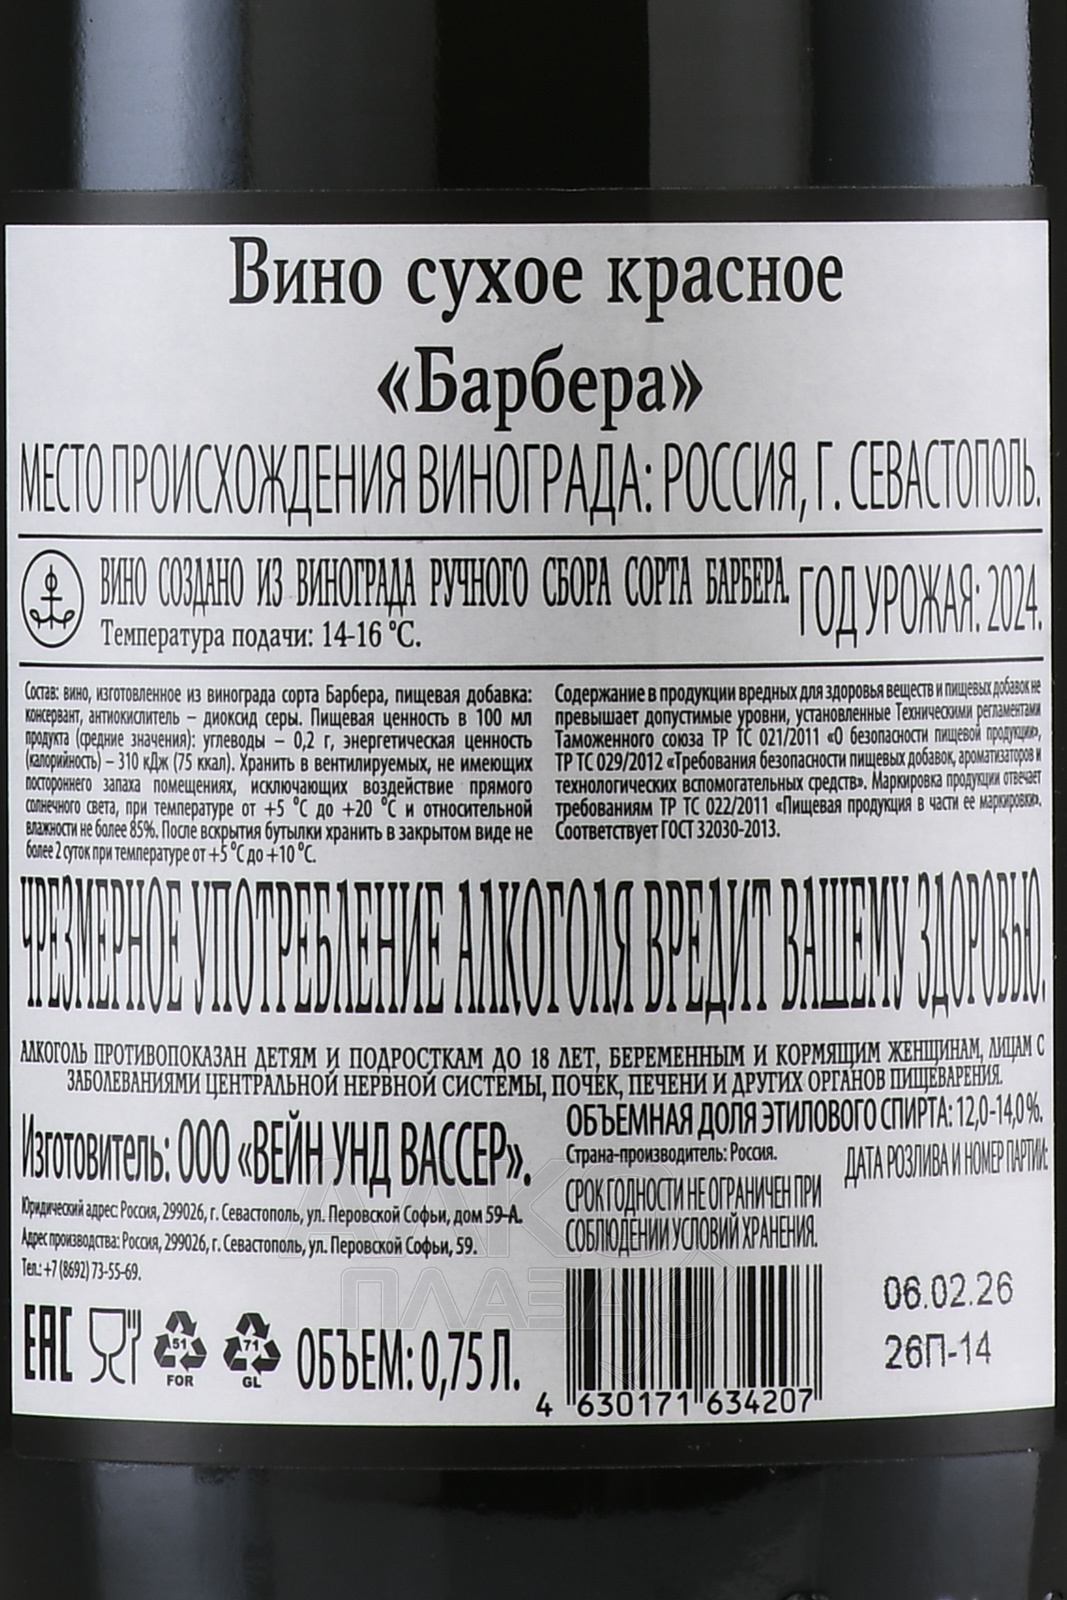 Вино сухое красное
«Барбера»
МЕСТО ПРОИСХОЖДЕНИЯ ВИНОГРАДА: РОССИЯ, Г. СЕВАСТОПОЛЬ.
ВИНО СОЗДАНО ИЗ ВИНОГРАДА РУЧНОГО СБОРА СОРТА БАРБЕРА.
Температура подачи: 14-16 °С.
ГОД УРОЖАЯ: 2024.
Состав: вино, изготовленное из винограда сорта Барбера, пищевая добавка:
консервант, антиокислитель – диоксид серы. Пищевая ценность в 100 мл
продукта (средние значения): углеводы – 0,2 г, энергетическая ценность
(калорийность) – 310 кДж (75 ккал). Хранить в вентилируемых, не имеющих
постороннего запаха помещениях, исключающих воздействие прямого
солнечного света, при температуре от +5 °С до +20 °С и относительной
влажности не более 85%. После вскрытия бутылки хранить в закрытом виде не
более 2 суток при температуре от +5 °С до +10 °С.
Содержание в продукции вредных для здоровья веществ и пищевых добавок не
превышает допустимые уровни, установленные Техническими регламентами
Таможенного союза ТР ТС 021/2011 «О безопасности пищевой продукции»,
ТР ТС 029/2012 «Требования безопасности пищевых добавок, ароматизаторов и
технологических вспомогательных средств». Маркировка продукции отвечает
требованиям ТР ТС 022/2011 «Пищевая продукция в части ее маркировки».
Соответствует ГОСТ 32030-2013.
ЧРЕЗМЕРНОЕ УПОТРЕБЛЕНИЕ АЛКОГОЛЯ ВРЕДИТ ВАШЕМУ ЗДОРОВЬЮ.
АЛКОГОЛЬ ПРОТИВОПОКАЗАН ДЕТЯМ И ПОДРОСТКАМ ДО 18 ЛЕТ, БЕРЕМЕННЫМ И КОРМЯЩИМ ЖЕНЩИНАМ, ЛИЦАМ С
ЗАБОЛЕВАНИЯМИ ЦЕНТРАЛЬНОЙ НЕРВНОЙ СИСТЕМЫ, ПОЧЕК, ПЕЧЕНИ И ДРУГИХ ОРГАНОВ ПИЩЕВАРЕНИЯ.
Изготовитель: ООО «ВЕЙН УНД ВАССЕР».
Юридический адрес: Россия, 299026, г. Севастополь, ул. Перовской Софьи, дом 59-А.
Адрес производства: Россия, 299026, г. Севастополь, ул. Перовской Софьи, 59.
Тел.: +7 (8692) 73-55-69.
ОБЪЕМНАЯ ДОЛЯ ЭТИЛОВОГО СПИРТА: 12,0-14,0%.
Страна-производитель: Россия.
СРОК ГОДНОСТИ НЕ ОГРАНИЧЕН ПРИ
СОБЛЮДЕНИИ УСЛОВИЙ ХРАНЕНИЯ.
ДАТА РОЗЛИВА И НОМЕР ПАРТИИ:
06.02.26
26П-14
EAC
51
FOR
71
GL
ОБЪЕМ: 0,75 Л.
4 630171 634207
АЛКО
ПЛАЗА